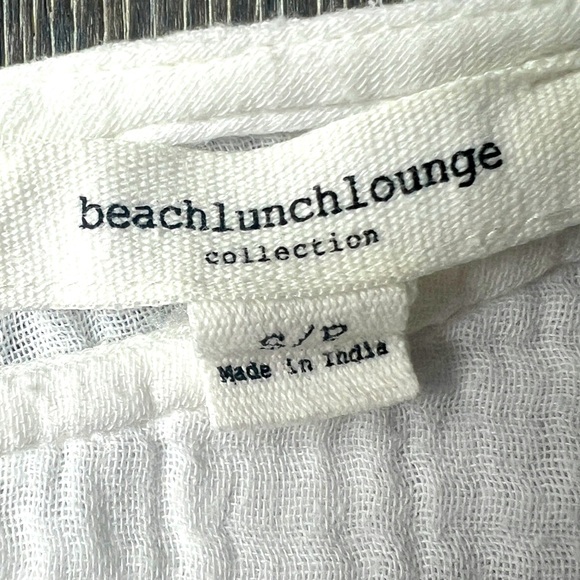 beachlunchlounge
collection
S/P
Made in India